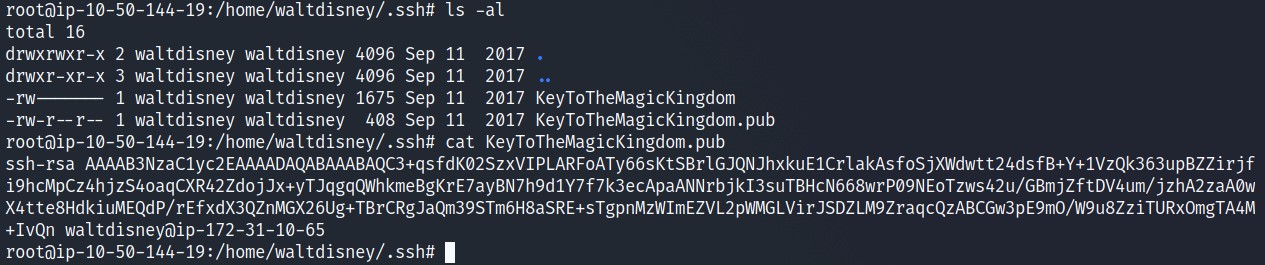 root@ip-10-50-144-19:/home/waltdisney/.ssh# ls -al
total 16
drwxrwxr-x 2 waltdisney waltdisney 4096 Sep 11  2017 .
drwxr-xr-x 3 waltdisney waltdisney 4096 Sep 11  2017 ..
-rw------- 1 waltdisney waltdisney 1675 Sep 11  2017 KeyToTheMagicKingdom
-rw-r--r-- 1 waltdisney waltdisney  408 Sep 11  2017 KeyToTheMagicKingdom.pub
root@ip-10-50-144-19:/home/waltdisney/.ssh# cat KeyToTheMagicKingdom.pub
ssh-rsa AAAAB3NzaC1yc2EAAAADAQABAAABAQC3+qsfdK02SzxVIPLARFoATy66sKtSBrlGJQNJhxkuE1CrlakAsfoSjXWdwtt24dsfB+Y+1VzQk363upBZZirjf
i9hcMpCz4hjzS4oaqCXR42ZdojJx+yTJqgqQWhkmeBgKrE7ayBN7h9d1Y7f7k3ecApaANNrbjkI3suTBHcN668wrP09NEoTzws42u/GBmjZftDV4um/jzhA2zaA0w
X4tte8HdkiuMEQdP/rEfxdX3QZnMGX26Ug+TBrCRgJaQm39STm6H8aSRE+sTgpnMzWImEZVL2pWMGLVirJSDZLM9ZraqcQzABCGw3pE9mO/W9u8ZziTURxOmgTA4M
+IvQn waltdisney@ip-172-31-10-65
root@ip-10-50-144-19:/home/waltdisney/.ssh#